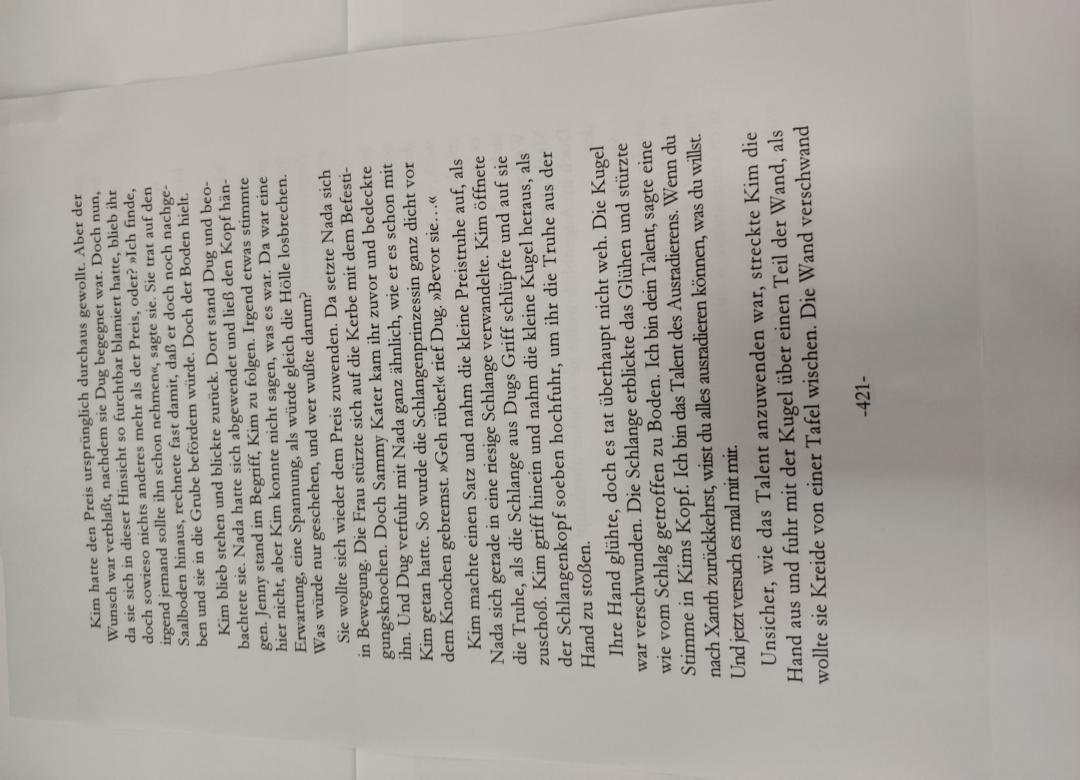 Kim hatte den Preis ursprünglich durchaus gewollt. Aber der
Wunsch war verblaßt, nachdem sie Dug begegnet war. Doch nun,
da sie sich in dieser Hinsicht so furchtbar blamiert hatte, blieb ihr
doch sowieso nichts anderes mehr als der Preis, oder? »Ich finde,
irgend jemand sollte ihn schon nehmen«, sagte sie. Sie trat auf den
Saalboden hinaus, rechnete fast damit, daß er doch noch nachge-
ben und sie in die Grube befördern würde. Doch der Boden hielt.
Kim blieb stehen und blickte zurück. Dort stand Dug und beo-
bachtete sie. Nada hatte sich abgewendet und ließ den Kopf hän-
gen. Jenny stand im Begriff, Kim zu folgen. Irgend etwas stimmte
hier nicht, aber Kim konnte nicht sagen, was es war. Da war eine
Erwartung, eine Spannung, als würde gleich die Hölle losbrechen.
Was würde nur geschehen, und wer wußte darum?
Sie wollte sich wieder dem Preis zuwenden. Da setzte Nada sich
in Bewegung. Die Frau stürzte sich auf die Kerbe mit dem Befesti-
gungsknochen. Doch Sammy Kater kam ihr zuvor und bedeckte
ihn. Und Dug verfuhr mit Nada ganz ähnlich, wie er es schon mit
Kim getan hatte. So wurde die Schlangenprinzessin ganz dicht vor
dem Knochen gebremst. »Geh rüber!« rief Dug. »Bevor sie…«
Kim machte einen Satz und nahm die kleine Preistruhe auf, als
Nada sich gerade in eine riesige Schlange verwandelte. Kim öffnete
die Truhe, als die Schlange aus Dugs Griff schlüpfte und auf sie
zuschoß. Kim griff hinein und nahm die kleine Kugel heraus, als
der Schlangenkopf soeben hochfuhr, um ihr die Truhe aus der
Hand zu stoßen.
Ihre Hand glühte, doch es tat überhaupt nicht weh. Die Kugel
war verschwunden. Die Schlange erblickte das Glühen und stürzte
wie vom Schlag getroffen zu Boden. Ich bin dein Talent, sagte eine
Stimme in Kims Kopf. Ich bin das Talent des Ausradierens. Wenn du
nach Xanth zurückkehrst, wirst du alles ausradieren können, was du willst.
Und jetzt versuch es mal mit mir.
Unsicher, wie das Talent anzuwenden war, streckte Kim die
Hand aus und fuhr mit der Kugel über einen Teil der Wand, als
wollte sie Kreide von einer Tafel wischen. Die Wand verschwand
-421-